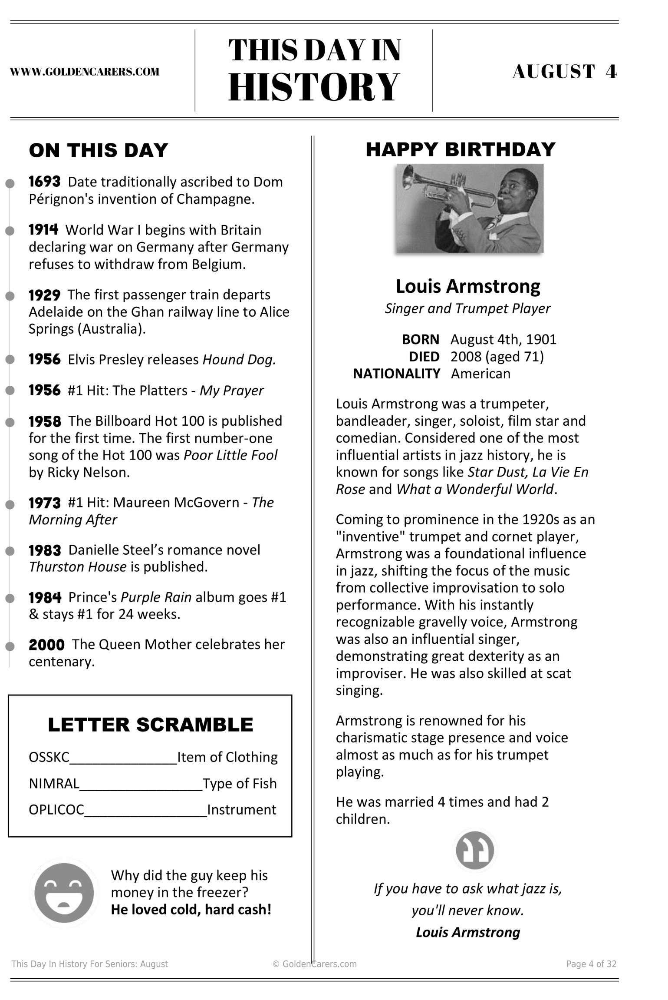 WWW.GOLDENCARERS.COM
THIS DAY IN
HISTORY
AUGUST 4
ON THIS DAY
1693 Date traditionally ascribed to Dom
Pérignon's invention of Champagne.
1914 World War I begins with Britain
declaring war on Germany after Germany
refuses to withdraw from Belgium.
1929 The first passenger train departs
Adelaide on the Ghan railway line to Alice
Springs (Australia).
1956 Elvis Presley releases Hound Dog.
1956 #1 Hit: The Platters - My Prayer
1958 The Billboard Hot 100 is published
for the first time. The first number-one
song of the Hot 100 was Poor Little Fool
by Ricky Nelson.
1973 #1 Hit: Maureen McGovern - The
Morning After
1983 Danielle Steel’s romance novel
Thurston House is published.
1984 Prince's Purple Rain album goes #1
& stays #1 for 24 weeks.
2000 The Queen Mother celebrates her
centenary.
LETTER SCRAMBLE
OSSKC_______________Item of Clothing
NIMRAL_________________Type of Fish
OPLICOC_________________Instrument
Why did the guy keep his
money in the freezer?
He loved cold, hard cash!
HAPPY BIRTHDAY
Louis Armstrong
Singer and Trumpet Player
BORN August 4th, 1901
DIED 2008 (aged 71)
NATIONALITY American
Louis Armstrong was a trumpeter,
bandleader, singer, soloist, film star and
comedian. Considered one of the most
influential artists in jazz history, he is
known for songs like Star Dust, La Vie En
Rose and What a Wonderful World.
Coming to prominence in the 1920s as an
"inventive" trumpet and cornet player,
Armstrong was a foundational influence
in jazz, shifting the focus of the music
from collective improvisation to solo
performance. With his instantly
recognizable gravelly voice, Armstrong
was also an influential singer,
demonstrating great dexterity as an
improviser. He was also skilled at scat
singing.
Armstrong is renowned for his
charismatic stage presence and voice
almost as much as for his trumpet
playing.
He was married 4 times and had 2
children.
If you have to ask what jazz is,
you'll never know.
Louis Armstrong
This Day In History For Seniors: August
© GoldenCarers.com
Page 4 of 32